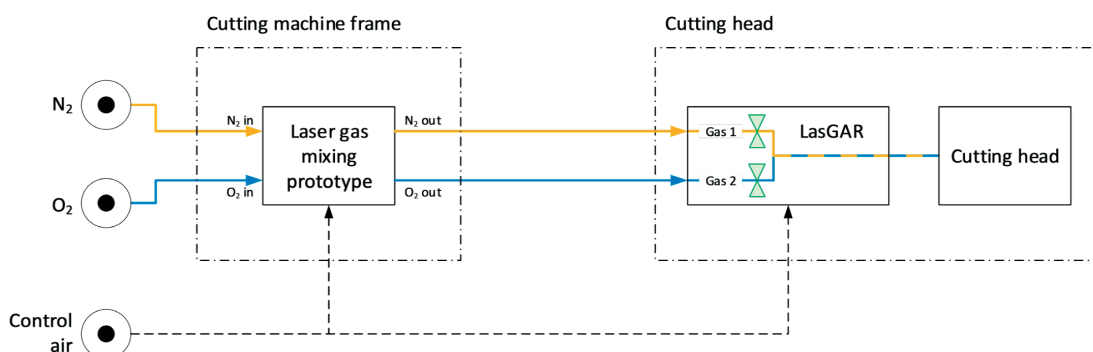 Cutting machine frame
Cutting head
N₂
N₂ in
N₂ out
Laser gas
mixing
prototype
Gas 1
LasGAR
Cutting head
O₂
O₂ in
O₂ out
Gas 2
Control
air